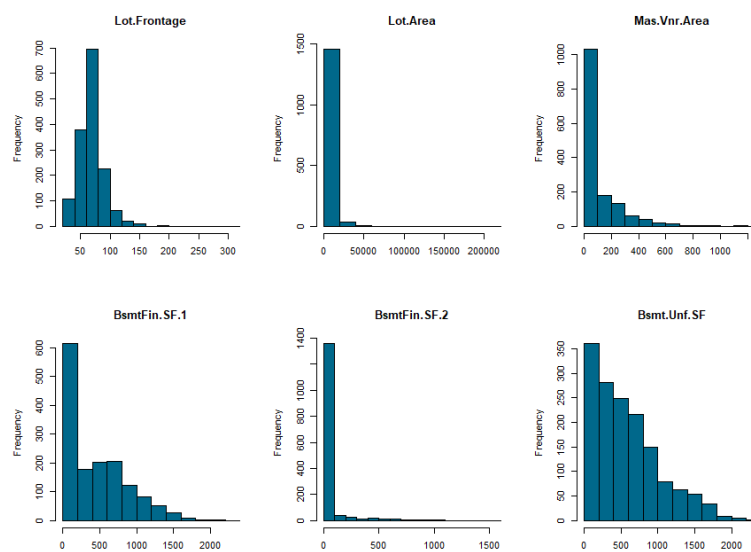 Lot.Frontage
Frequency
0 100 200 300 400 500 600 700
50 100 150 200 250 300
Lot.Area
Frequency
0 500 1000 1500
0 50000 100000 150000 200000
Mas.Vnr.Area
Frequency
0 200 400 600 800 1000
0 200 400 600 800 1000
BsmtFin.SF.1
Frequency
0 100 200 300 400 500 600
0 500 1000 1500 2000
BsmtFin.SF.2
Frequency
0 200 400 600 800 1000 1400
0 500 1000 1500
Bsmt.Unf.SF
Frequency
0 50 100 150 200 250 300 350
0 500 1000 1500 2000